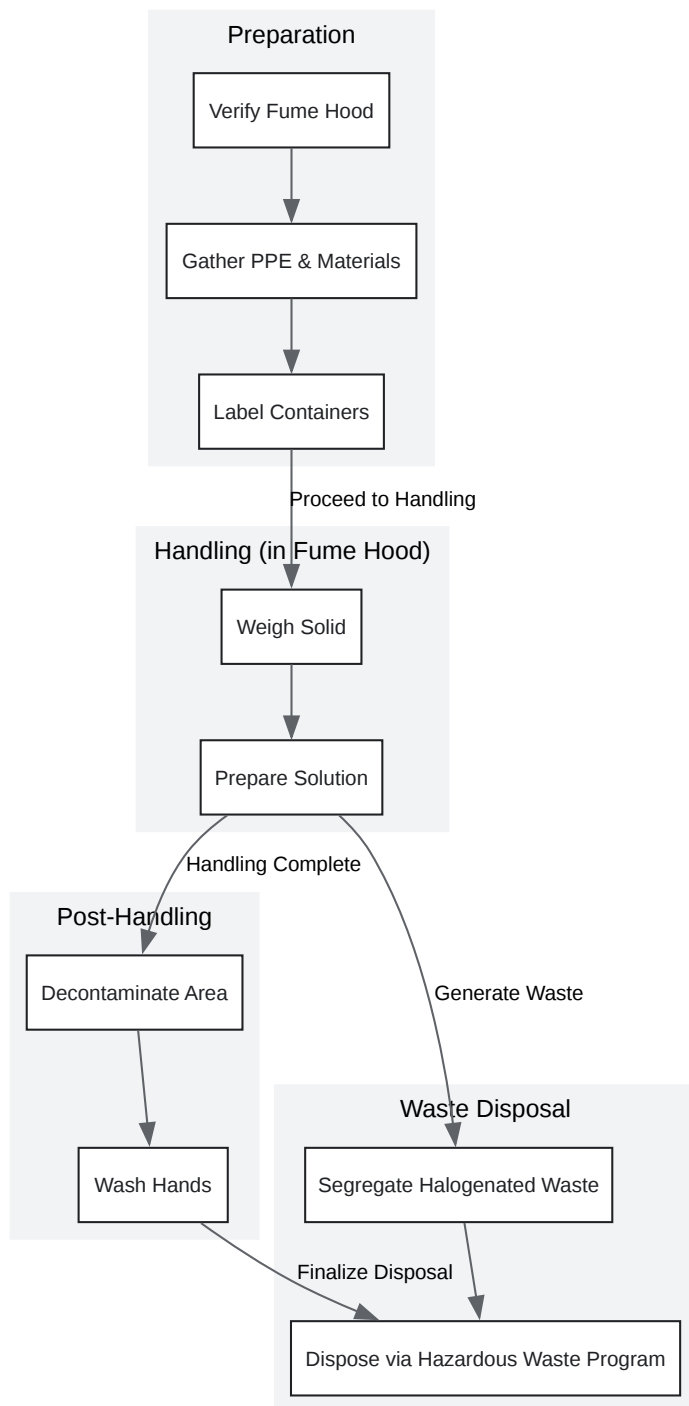 Preparation
Verify Fume Hood
Gather PPE & Materials
Label Containers
Proceed to Handling
Handling (in Fume Hood)
Weigh Solid
Prepare Solution
Handling Complete
Post-Handling
Decontaminate Area
Generate Waste
Waste Disposal
Wash Hands
Segregate Halogenated Waste
Finalize Disposal
Dispose via Hazardous Waste Program